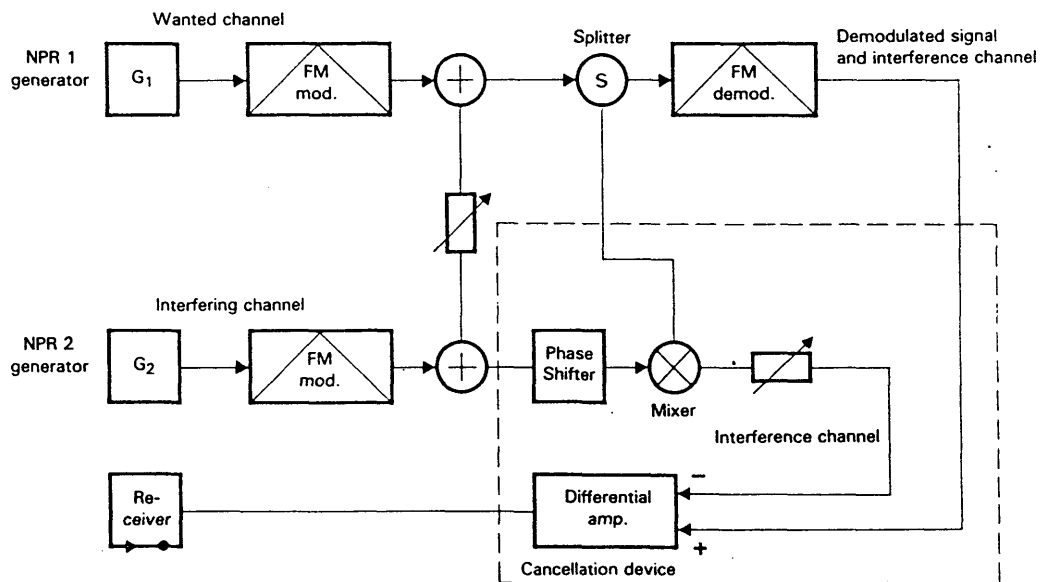 Wanted channel
NPR 1
generator
G1
FM
mod.
+
Splitter
S
FM
demod.
Demodulated signal
and interference channel
Interfering channel
NPR 2
generator
G2
FM
mod.
+
Phase
Shifter
Mixer
Interference channel
Re-
ceiver
Differential
amp.
−
+
Cancellation device